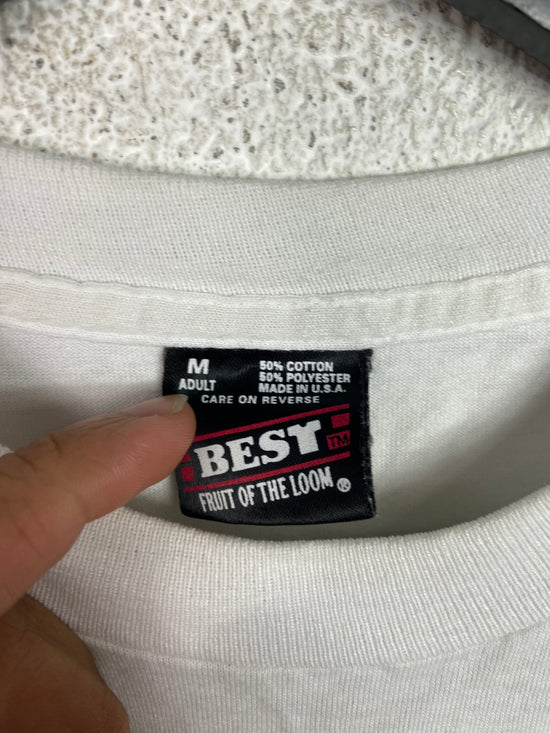 M
ADULT
50% COTTON
50% POLYESTER
MADE IN U.S.A.
CARE ON REVERSE
BEST TM
FRUIT OF THE LOOM ®